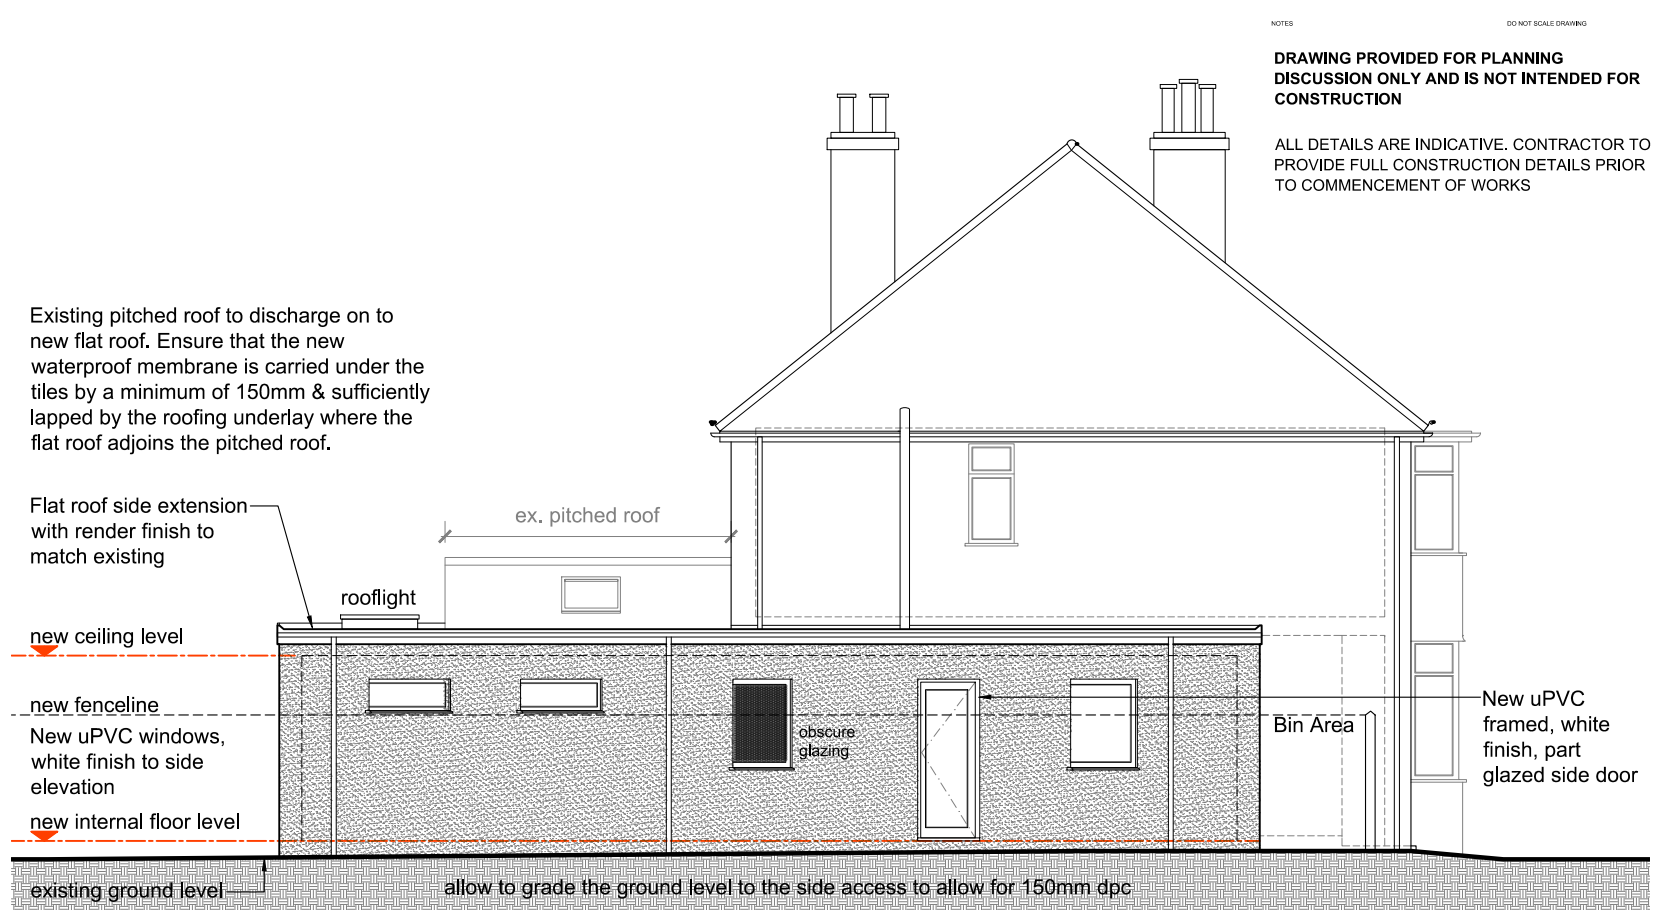 NOTES
DO NOT SCALE DRAWING
DRAWING PROVIDED FOR PLANNING
DISCUSSION ONLY AND IS NOT INTENDED FOR
CONSTRUCTION
ALL DETAILS ARE INDICATIVE. CONTRACTOR TO
PROVIDE FULL CONSTRUCTION DETAILS PRIOR
TO COMMENCEMENT OF WORKS
Existing pitched roof to discharge on to
new flat roof. Ensure that the new
waterproof membrane is carried under the
tiles by a minimum of 150mm & sufficiently
lapped by the roofing underlay where the
flat roof adjoins the pitched roof.
Flat roof side extension
with render finish to
match existing
ex. pitched roof
rooflight
new ceiling level
new fenceline
New uPVC windows,
white finish to side
elevation
new internal floor level
existing ground level
obscure
glazing
Bin Area
New uPVC
framed, white
finish, part
glazed side door
allow to grade the ground level to the side access to allow for 150mm dpc